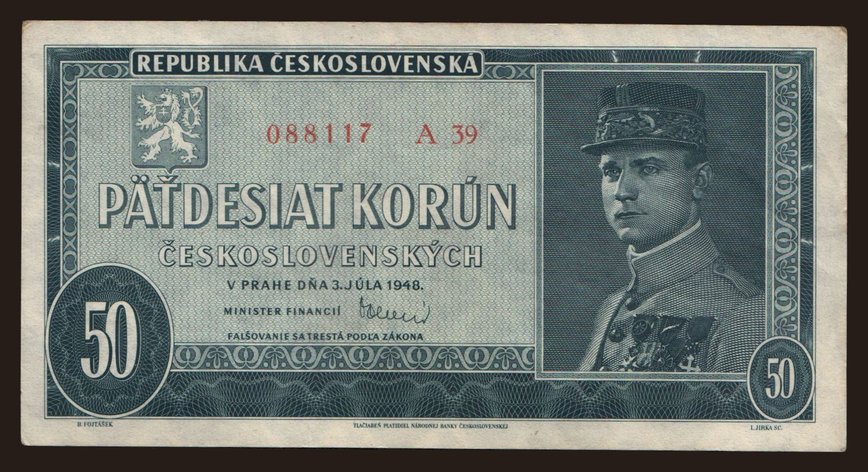 REPUBLIKA ČESKOSLOVENSKÁ
088117 A 39
PÄŤDESIAT KORÚN
ČESKOSLOVENSKÝCH
V PRAHE DŇA 3. JÚLA 1948.
MINISTER FINANCIÍ
FALŠOVANIE SA TRESTÁ PODĽA ZÁKONA
50
50
B. FOJTÁŠEK
TLAČIAREŇ PLATIDIEL NÁRODNEJ BANKY ČESKOSLOVENSKEJ
L. JIRKA SC.